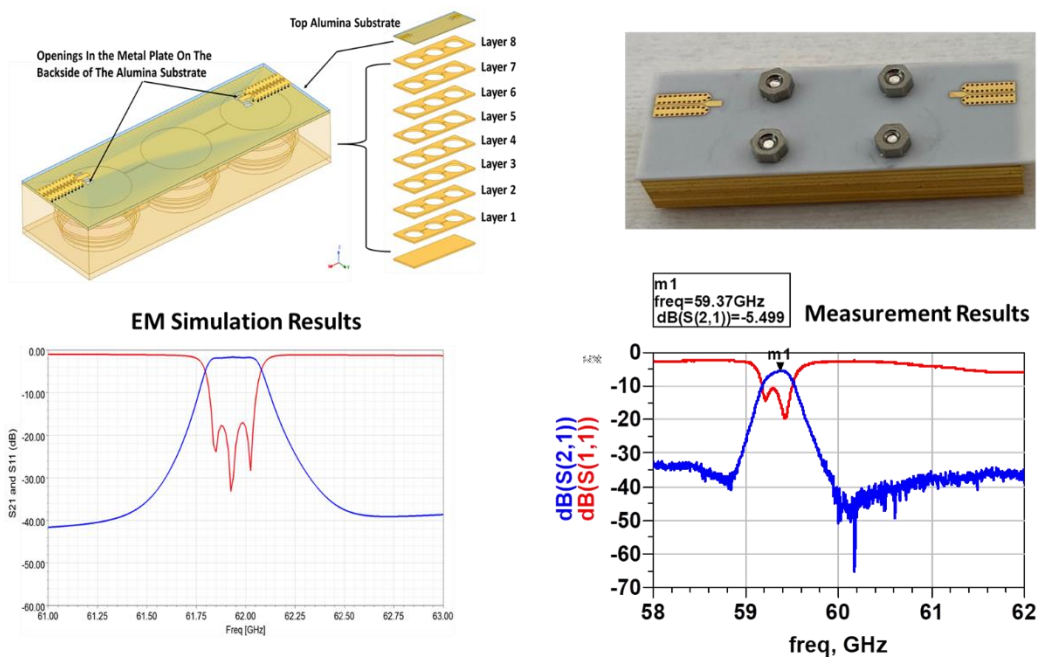 Top Alumina Substrate
Openings In the Metal Plate On The
Backside of The Alumina Substrate
Layer 8
Layer 7
Layer 6
Layer 5
Layer 4
Layer 3
Layer 2
Layer 1
EM Simulation Results
0.00
-10.00
-20.00
-30.00
-40.00
-50.00
-60.00
S21 and S11 (dB)
61.00 61.25 61.50 61.75 62.00 62.25 62.50 62.75 63.00
Freq [GHz]
m1
freq=59.37GHz
dB(S(2,1))=-5.499
Measurement Results
m1
0
-10
-20
-30
-40
-50
-60
-70
dB(S(2,1))
dB(S(1,1))
58 59 60 61 62
freq, GHz